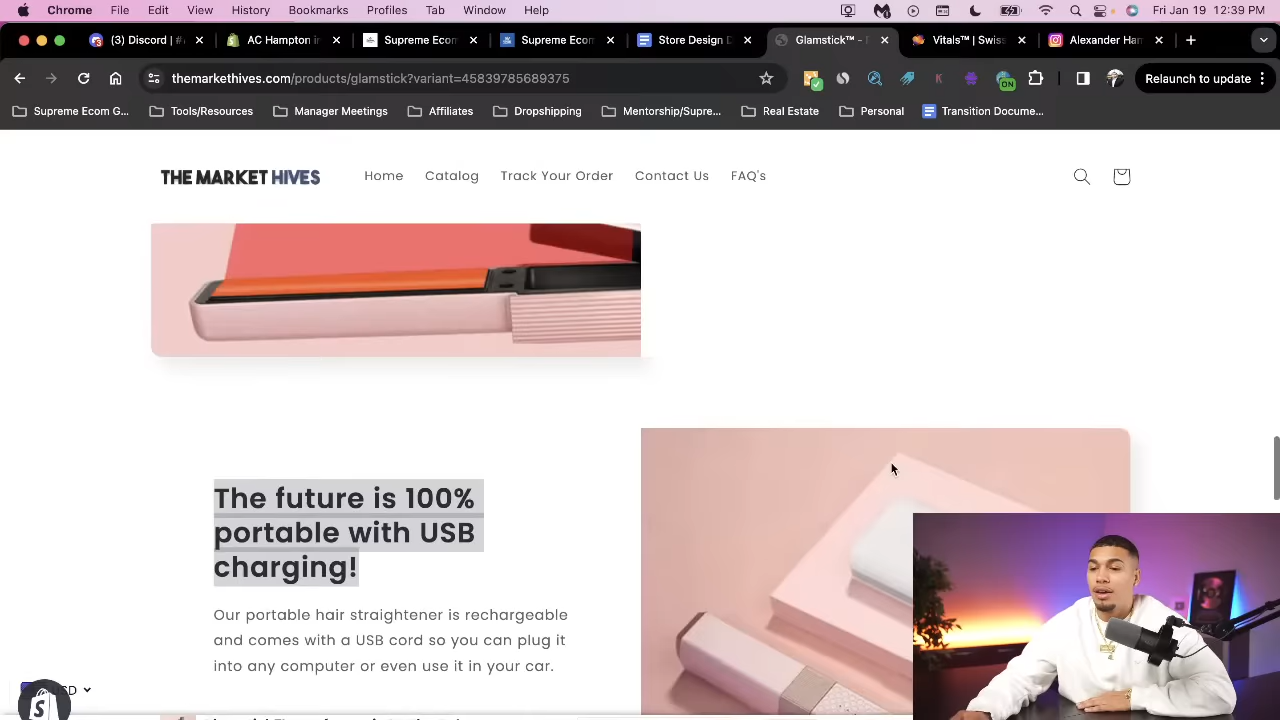 Chrome File Edit View History Bookmarks Profiles Tab Window Help Fri Jan 19 12:39 PM
(3) Discord | # AC Hampton i Supreme Ecom Supreme Ecom Store Design D Glamstick™ – Vitals™ | Swiss Alexander Ham
themarkethives.com/products/glamstick?variant=45839785689375 K ON Relaunch to update
Supreme Ecom G... Tools/Resources Manager Meetings Affiliates Dropshipping Mentorship/Supre... Real Estate Personal Transition Docume...
THE MARKET HIVES Home Catalog Track Your Order Contact Us FAQ's
The future is 100%
portable with USB
charging!
Our portable hair straightener is rechargeable
and comes with a USB cord so you can plug it
into any computer or even use it in your car.